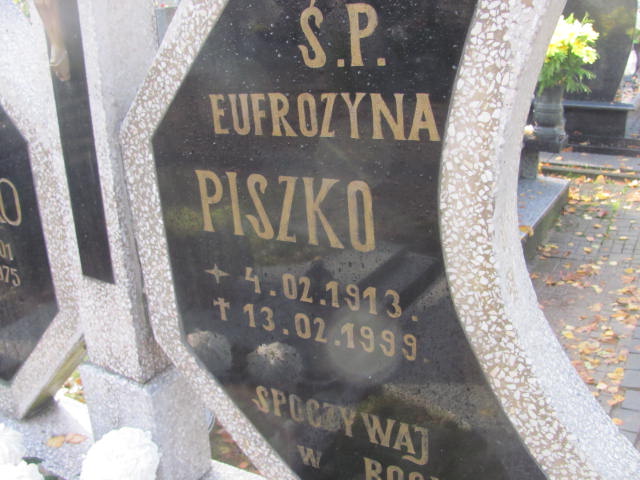 Ś.P.
EUFROZYNA
PISZKO
4.02.1913.
† 13.02.1999.
SPOCZYWAJ
W